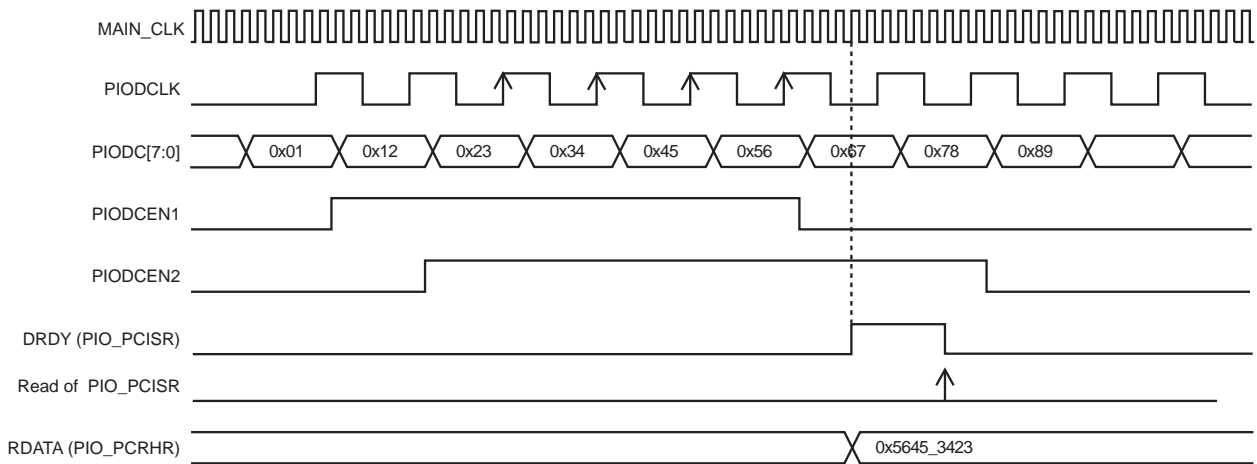 MAIN_CLK
PIODCLK
PIODC[7:0] 0x01 0x12 0x23 0x34 0x45 0x56 0x67 0x78 0x89
PIODCEN1
PIODCEN2
DRDY (PIO_PCISR)
Read of PIO_PCISR
RDATA (PIO_PCRHR) 0x5645_3423